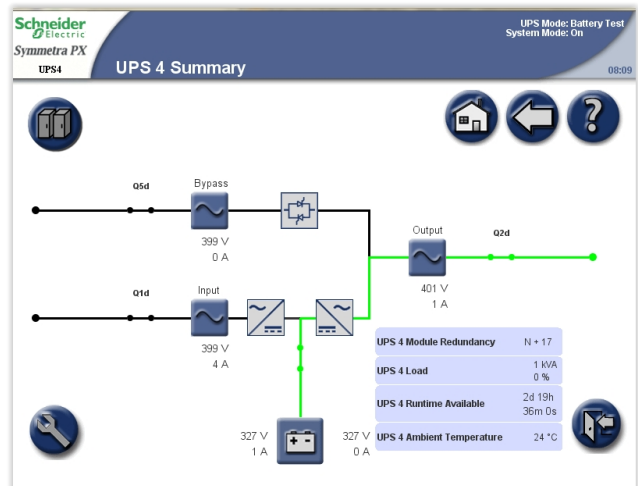 Schneider
Electric
Symmetra PX
UPS4
UPS 4 Summary
UPS Mode: Battery Test
System Mode: On
08:09
Q5d
Bypass
399 V
0 A
Output
Q2d
401 V
1 A
Q1d
Input
399 V
4 A
UPS 4 Module Redundancy N + 17
UPS 4 Load 1 kVA
0 %
UPS 4 Runtime Available 2d 19h
36m 0s
UPS 4 Ambient Temperature 24 °C
327 V
1 A
327 V
0 A